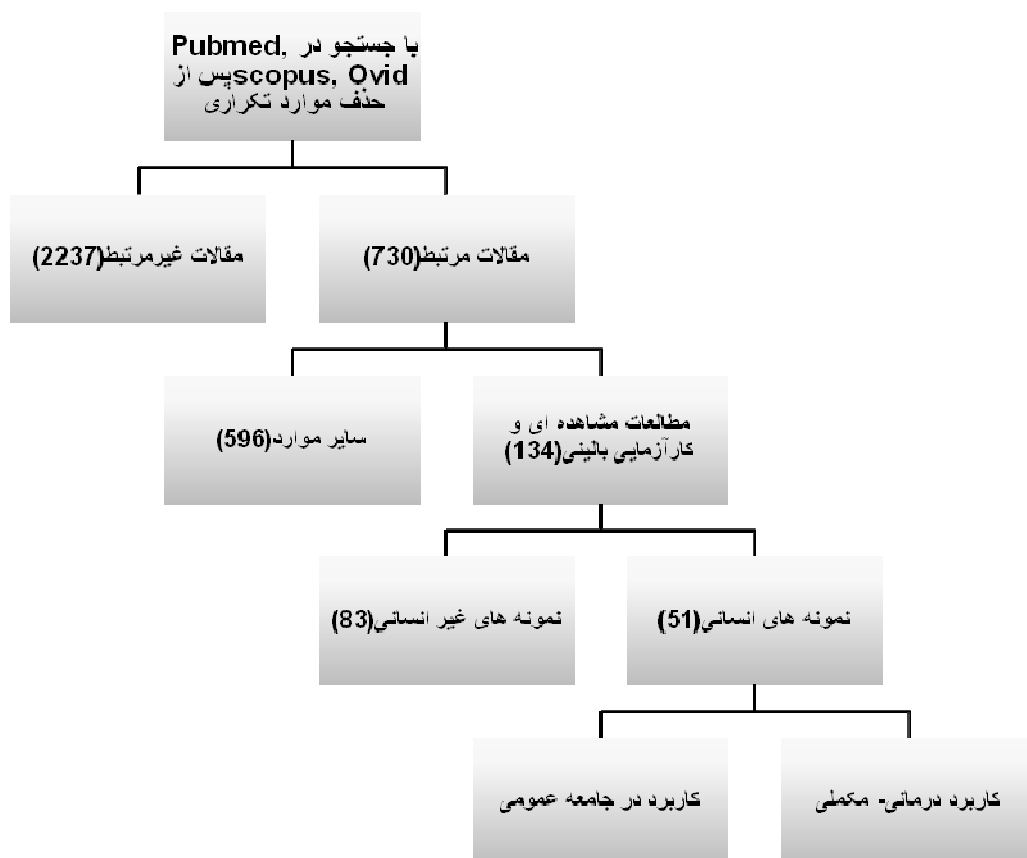 با جستجو در Pubmed,
scopus, Ovid پس از
حذف موارد تکراری
مقالات مرتبط(730)
مقالات غیرمرتبط(2237)
مطالعات مشاهده ای و
کارآزمایی بالینی(134)
سایر موارد(596)
نمونه های انسانی(51)
نمونه های غیر انسانی(83)
کاربرد درمانی- مکملی
کاربرد در جامعه عمومی